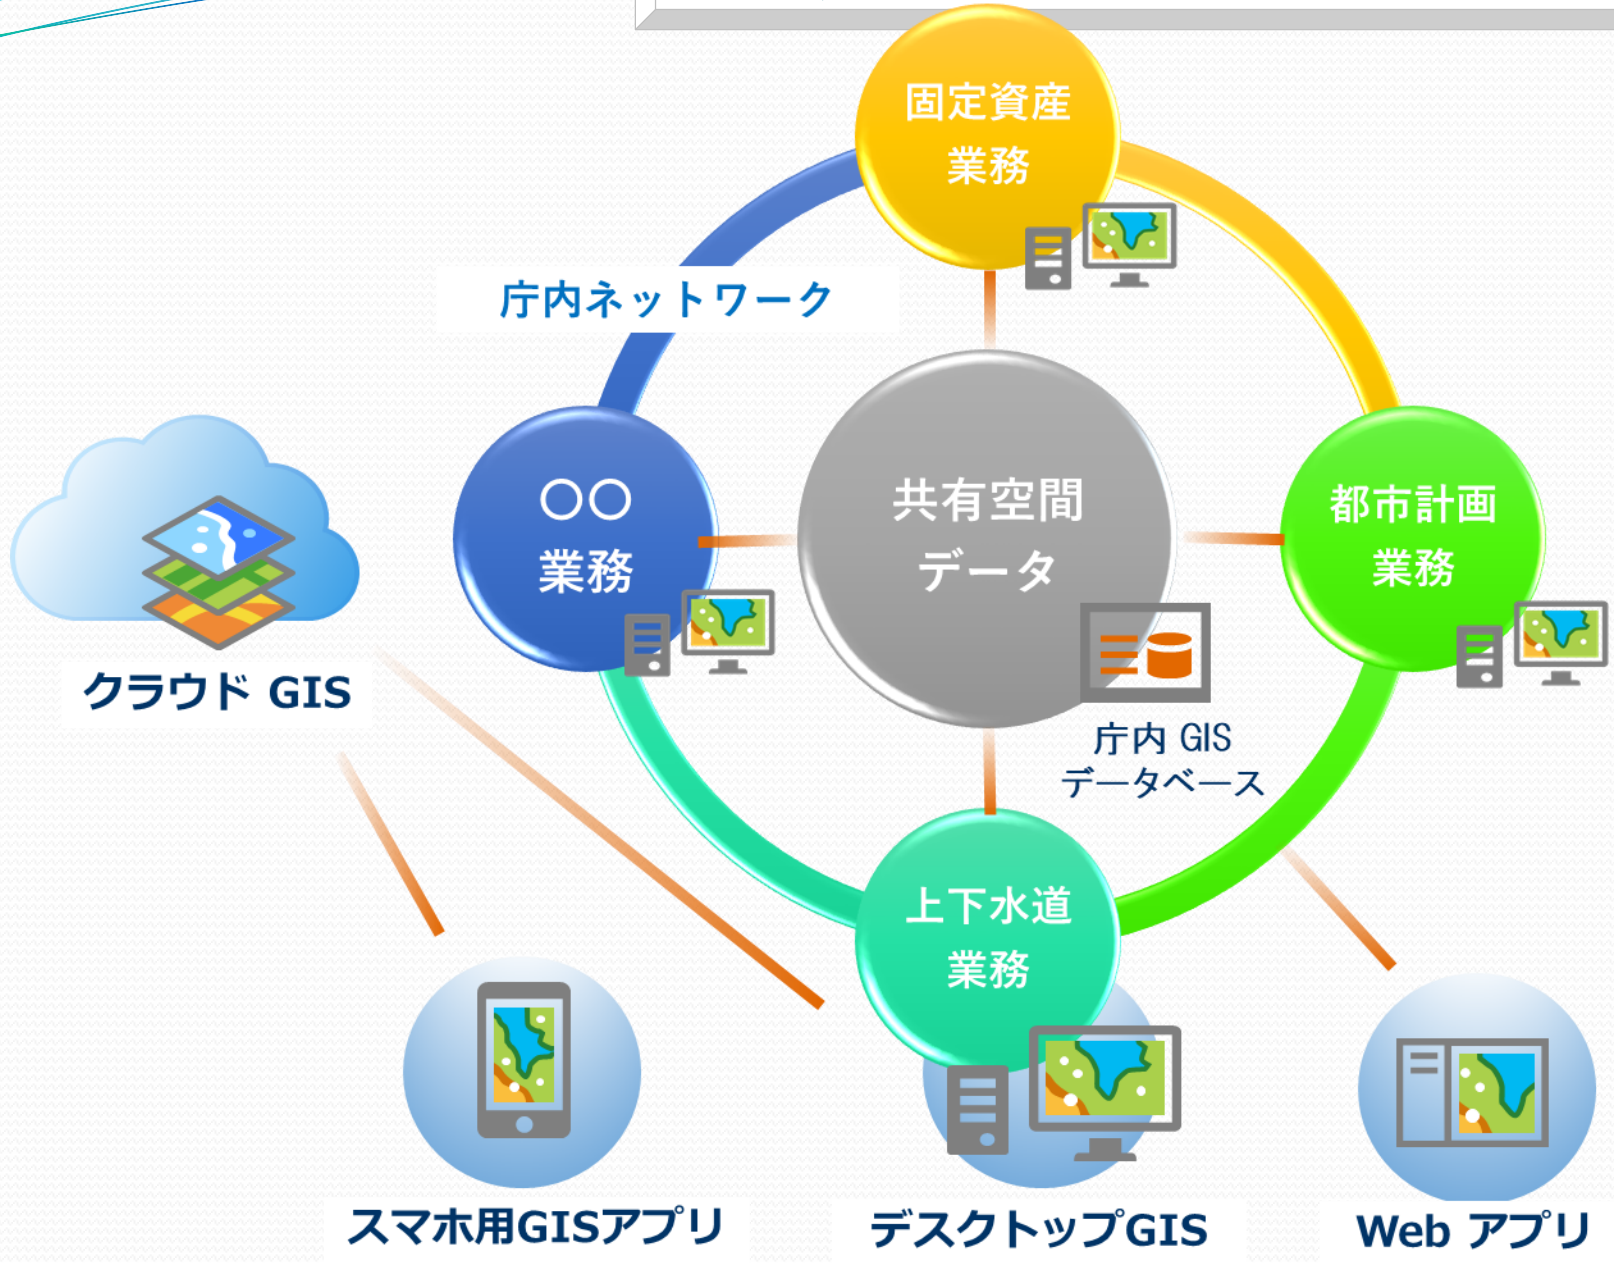 固定資産
業務
庁内ネットワーク
〇〇
業務
共有空間
データ
都市計画
業務
クラウド GIS
庁内 GIS
データベース
上下水道
業務
スマホ用GISアプリ
デスクトップGIS
Web アプリ